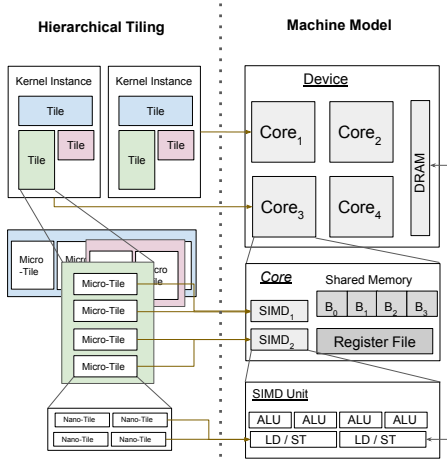 Hierarchical Tiling
Machine Model
Kernel Instance
Kernel Instance
Tile
Tile
Tile
Tile
Tile
Tile
Device
Core1
Core2
Core3
Core4
DRAM
Micro
-Tile
Micro-Tile
Micro-Tile
Micro-Tile
Micro-Tile
Nano-Tile
Nano-Tile
Nano-Tile
Nano-Tile
Core
Shared Memory
SIMD1
B0
B1
B2
B3
SIMD2
Register File
SIMD Unit
ALU
ALU
ALU
ALU
LD / ST
LD / ST